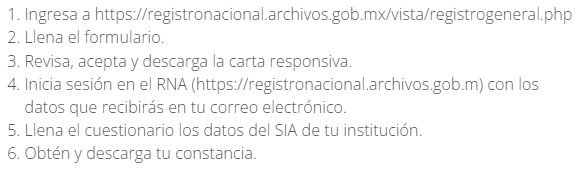 1. Ingresa a https://registronacional.archivos.gob.mx/vista/registrogeneral.php
2. Llena el formulario.
3. Revisa, acepta y descarga la carta responsiva.
4. Inicia sesión en el RNA (https://registronacional.archivos.gob.m) con los
datos que recibirás en tu correo electrónico.
5. Llena el cuestionario los datos del SIA de tu institución.
6. Obtén y descarga tu constancia.